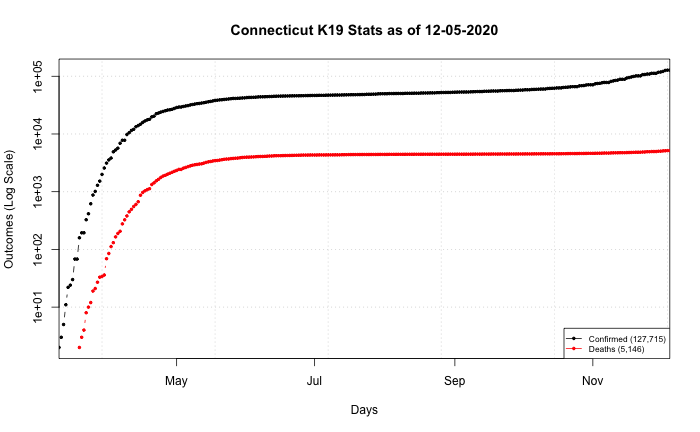 Connecticut K19 Stats as of 12-05-2020
Outcomes (Log Scale)
1e+05
1e+04
1e+03
1e+02
1e+01
Confirmed (127,715)
Deaths (5,146)
May Jul Sep Nov
Days